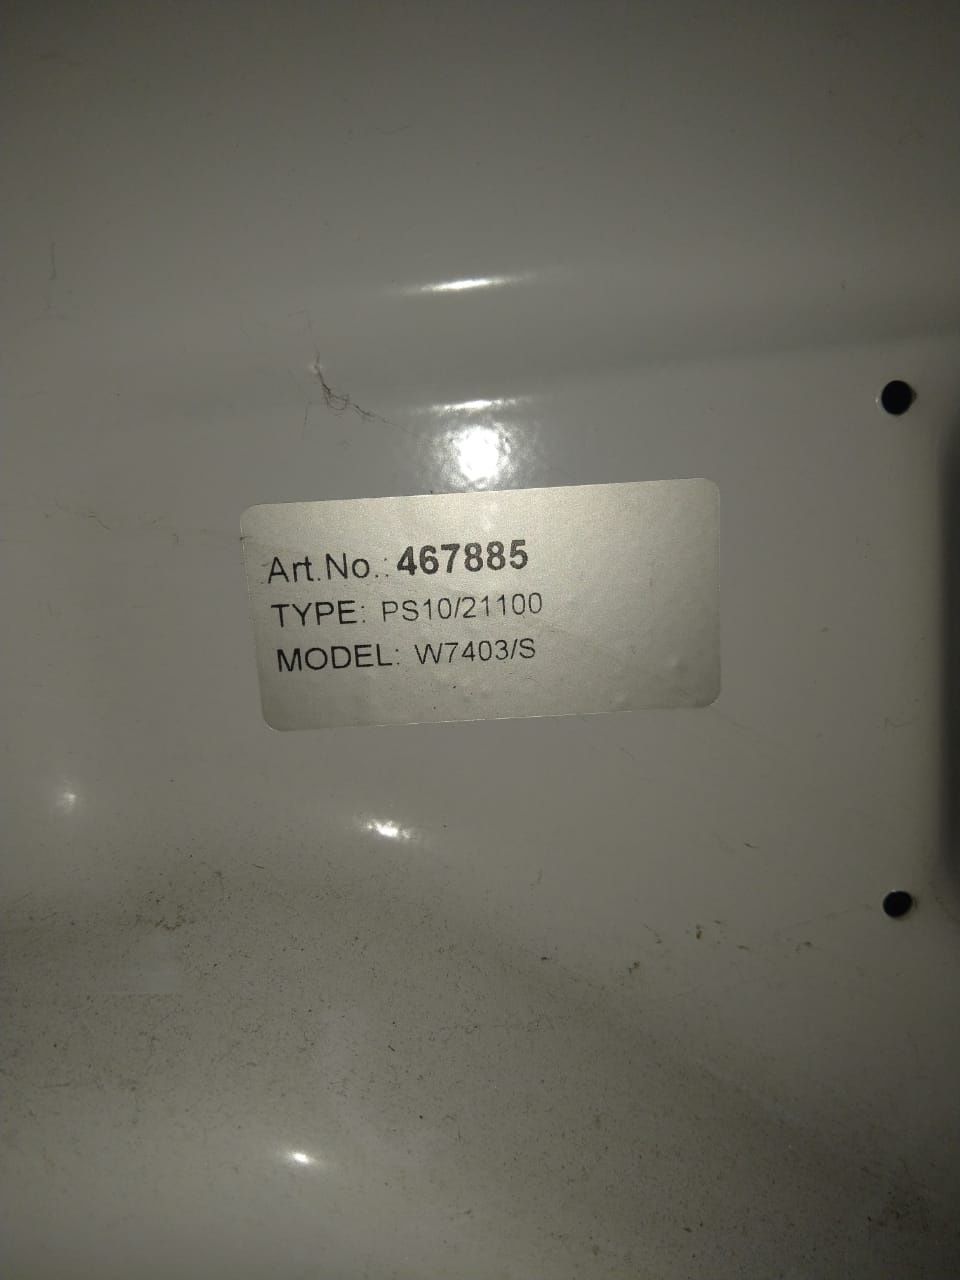 Art.No.: 467885
TYPE: PS10/21100
MODEL: W7403/S